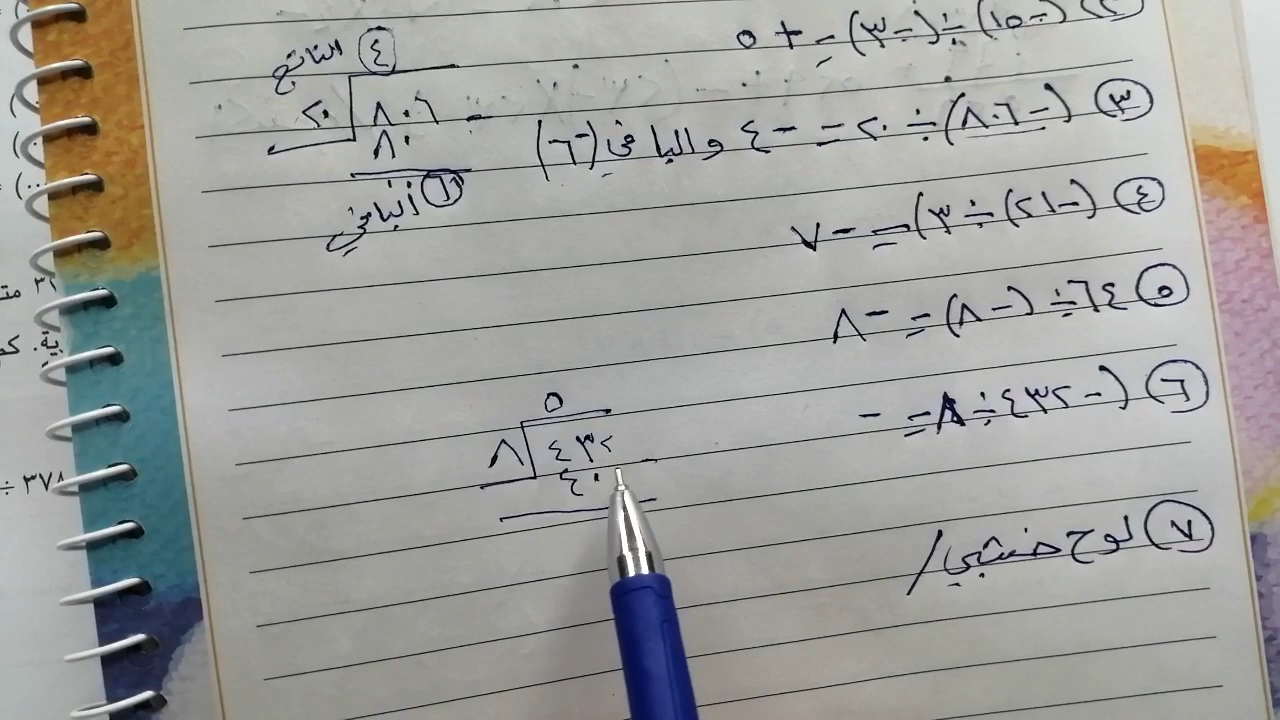 ٢) (-١٥) ÷ (-٣) = +٥
٣) (-٨٠٦) ÷ ٢٠ = -٤ والباقي (-٦)
٤) (-٢١) ÷ ٣) = -٧
٥) ٦٤ ÷ (-٨) = -٨
٦) (-٤٣٢ ÷ ٨ = -
٧) لوح خشبي /
٤ الناتج
٢٠ ٨٠٦ -
٨٠
٦ الباقي
٥
٨ ٤٣٢
٤٠ -
٣٧٨ ÷